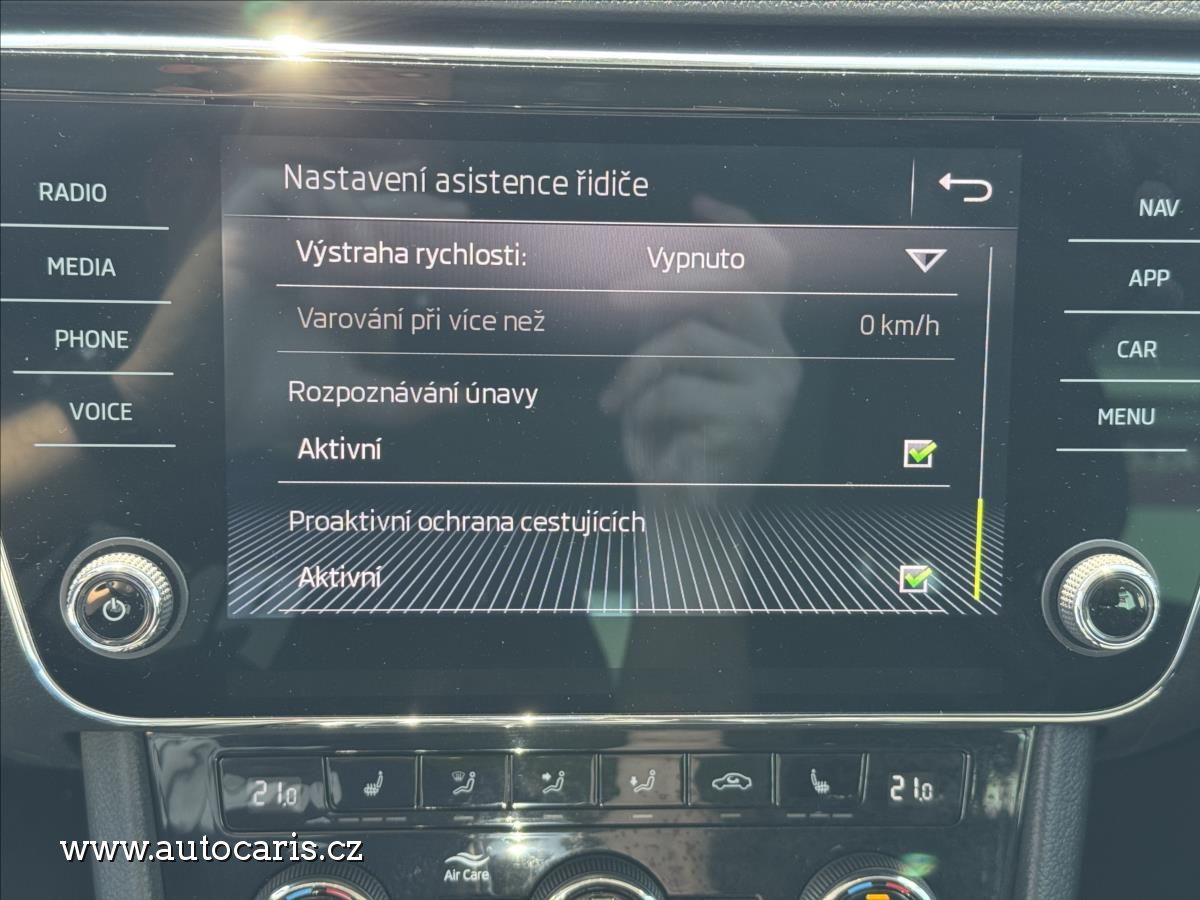 Nastavení asistence řidiče
RADIO
MEDIA
PHONE
VOICE
Výstraha rychlosti: Vypnuto
Varování při více než 0 km/h
Rozpoznávání únavy
Aktivní
Proaktivní ochrana cestujících
Aktivní
NAV
APP
CAR
MENU
21,0
21,0
www.autocaris.cz
Air Care